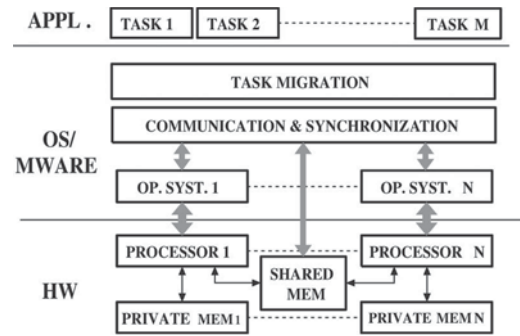 APPL .
TASK 1
TASK 2
TASK M
TASK MIGRATION
COMMUNICATION & SYNCHRONIZATION
OS/
MWARE
OP. SYST. 1
OP. SYST. N
PROCESSOR 1
PROCESSOR N
SHARED
MEM
HW
PRIVATE MEM1
PRIVATE MEM N